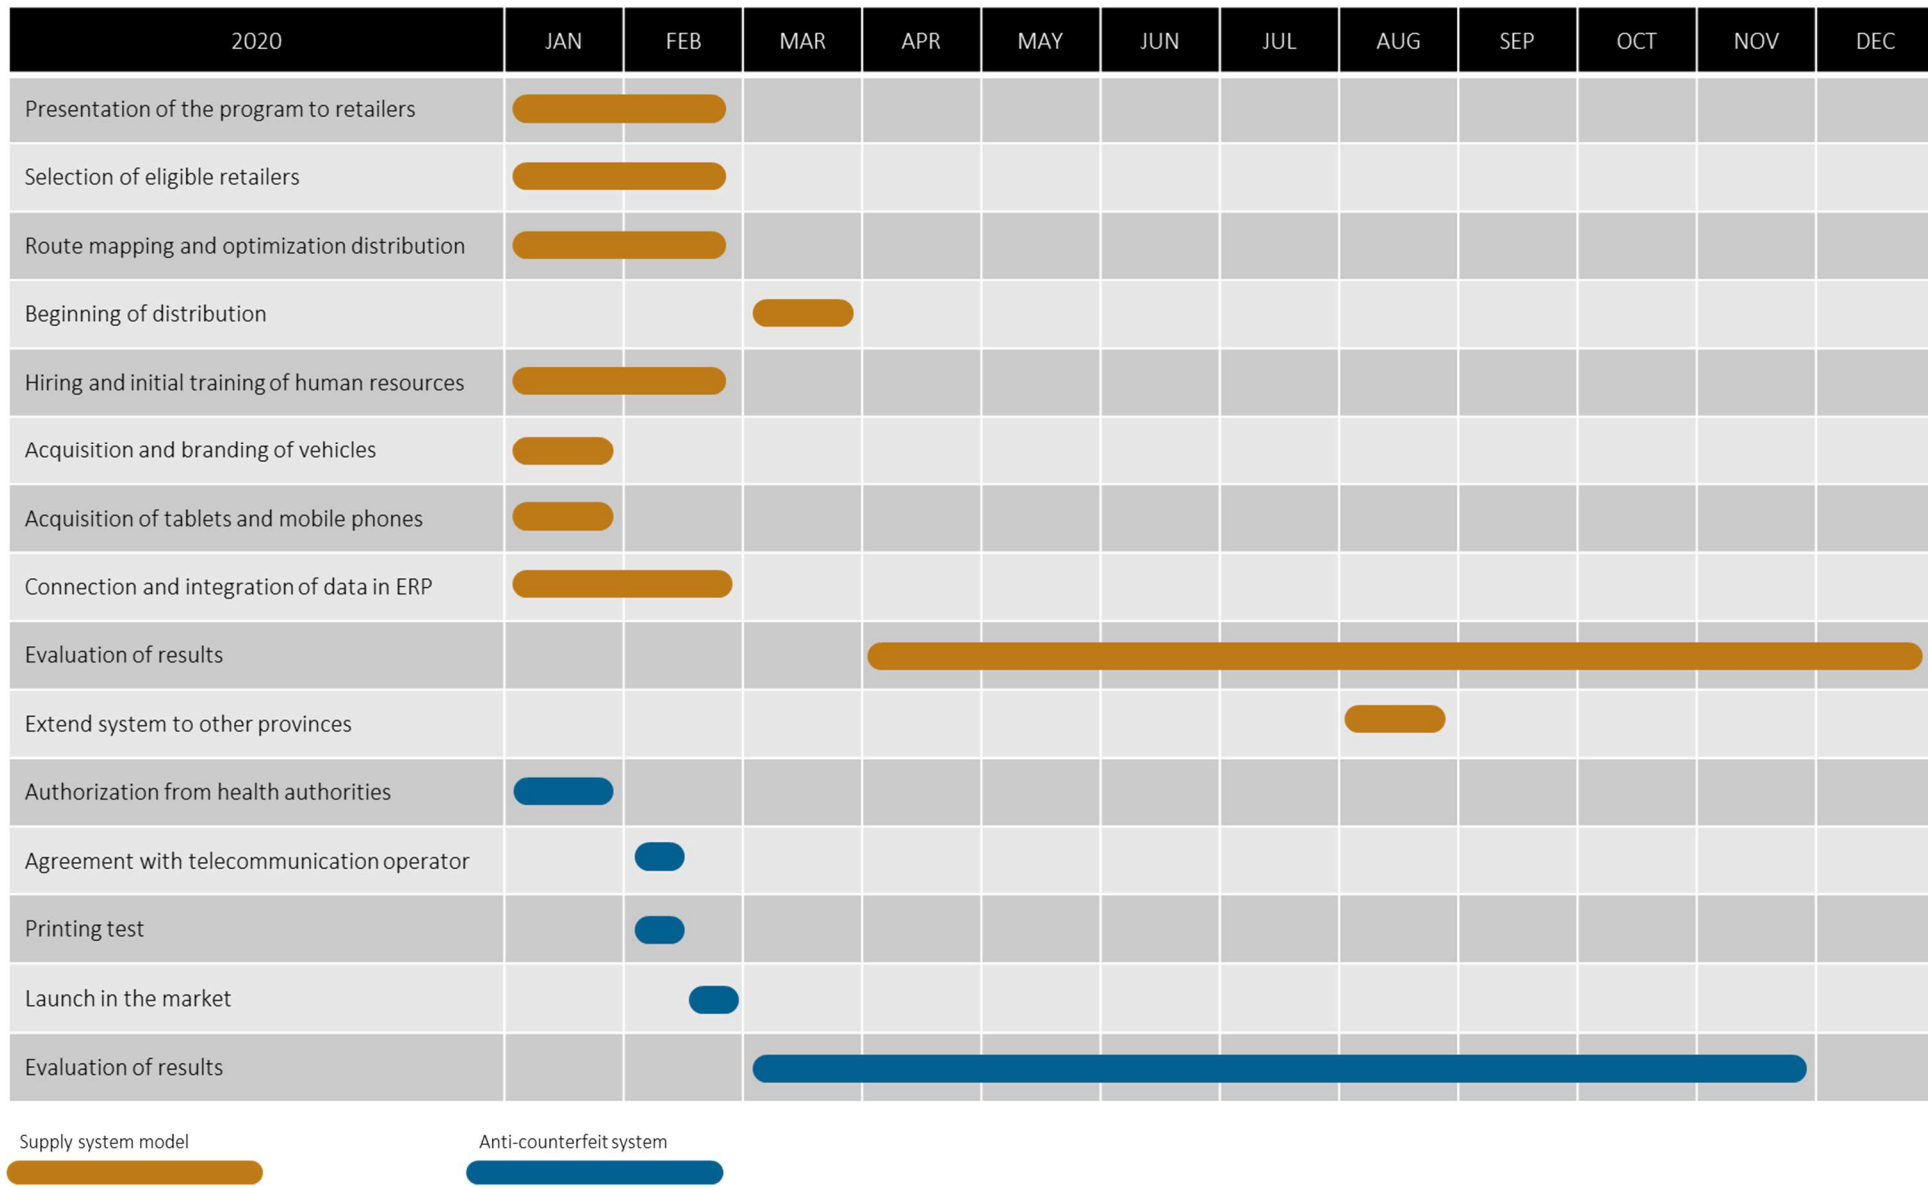 2020 JAN FEB MAR APR MAY JUN JUL AUG SEP OCT NOV DEC
Presentation of the program to retailers
Selection of eligible retailers
Route mapping and optimization distribution
Beginning of distribution
Hiring and initial training of human resources
Acquisition and branding of vehicles
Acquisition of tablets and mobile phones
Connection and integration of data in ERP
Evaluation of results
Extend system to other provinces
Authorization from health authorities
Agreement with telecommunication operator
Printing test
Launch in the market
Evaluation of results
Supply system model Anti-counterfeit system